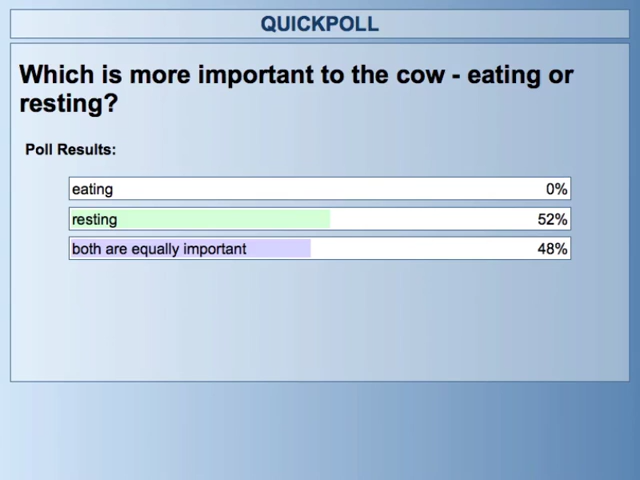 QUICKPOLL
Which is more important to the cow - eating or
resting?
Poll Results:
eating 0%
resting 52%
both are equally important 48%